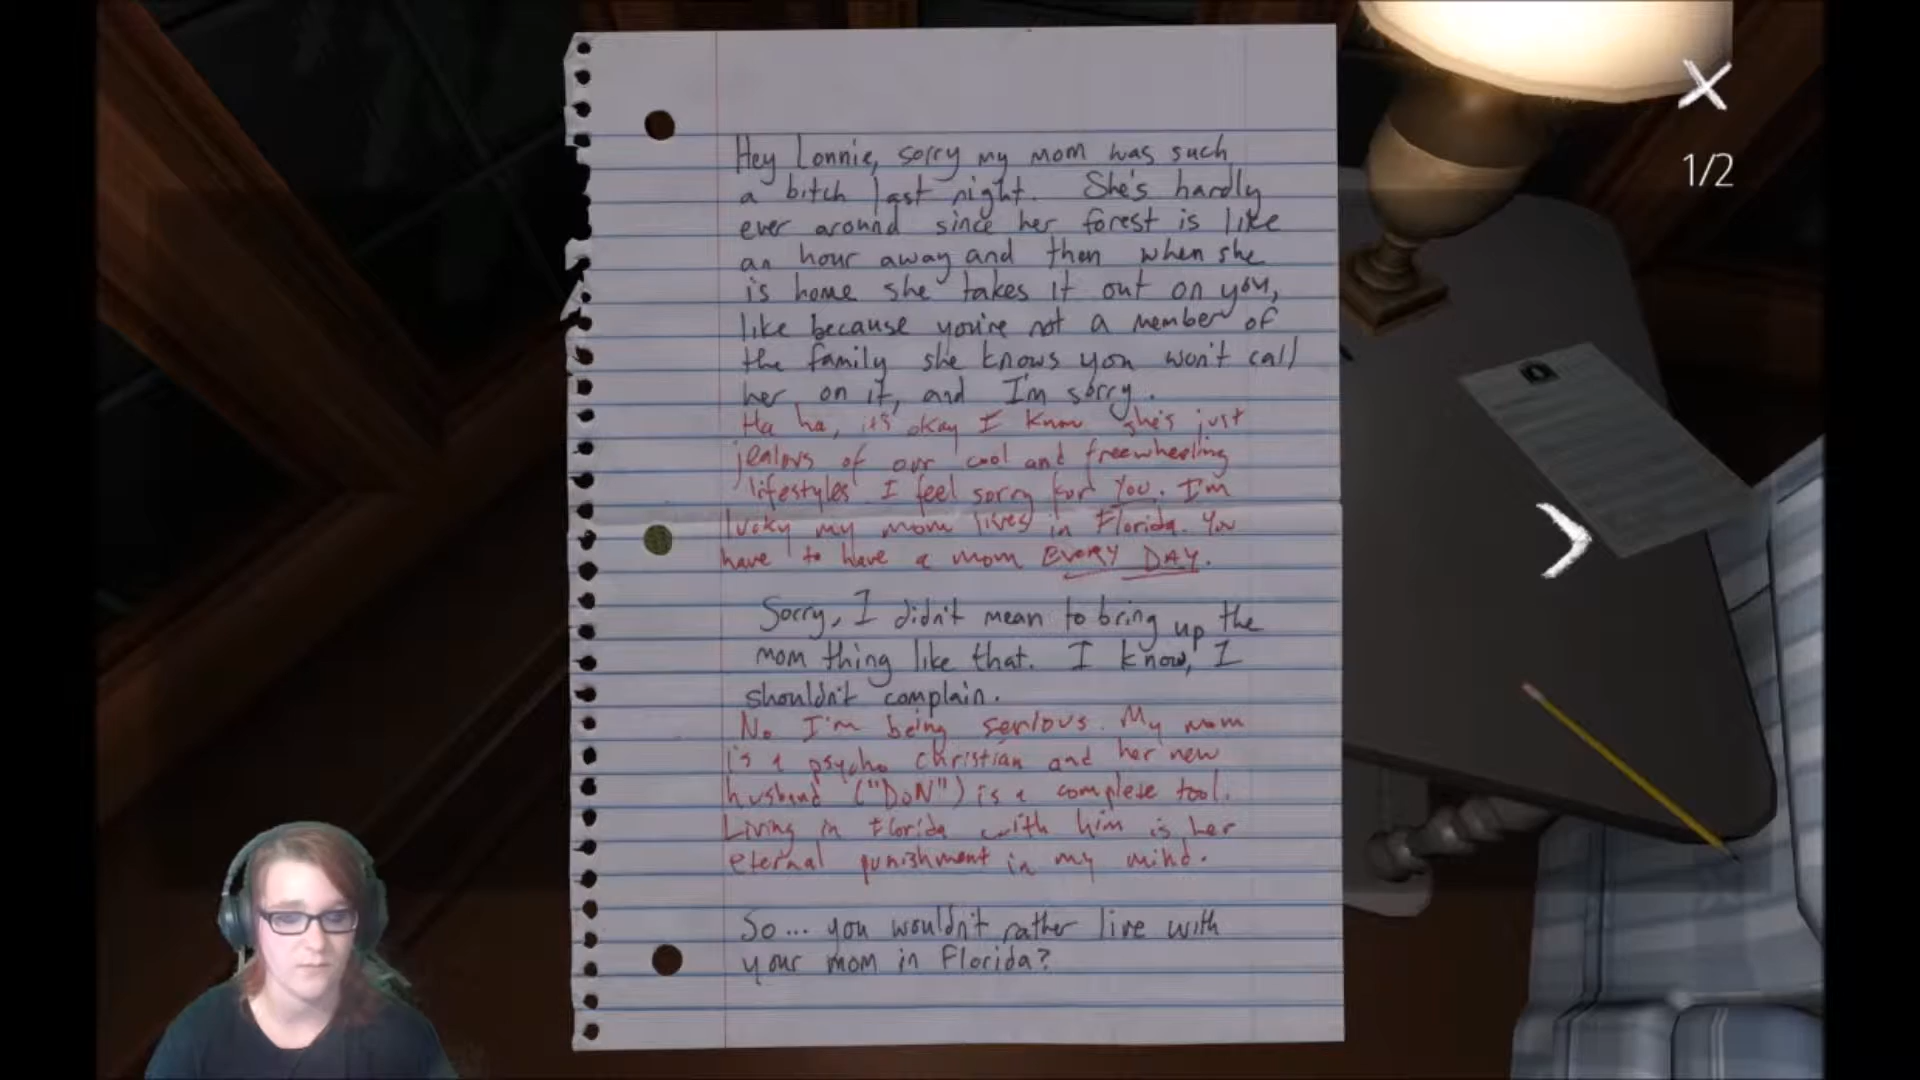 Hey Lonnie, sorry my mom was such
a bitch last night. She's hardly
ever around since her forest is like
an hour away and then when she
is home she takes it out on you,
like because you're not a member of
the family she knows you won't call
her on it, and I'm sorry.
Ha ha, it's okay I know she's just
jealous of our cool and freewheeling
lifestyles. I feel sorry for You. I'm
lucky my mom lives in Florida. You
have to have a mom EVERY DAY.
Sorry, I didn't mean to bring up the
mom thing like that. I know, I
shouldn't complain.
No I'm being serious. My mom
is a psycho christian and her new
husband ("DoN") is a complete tool.
Living in Florida with him is her
eternal punishment in my mind.
So... you wouldn't rather live with
your mom in Florida?
1/2